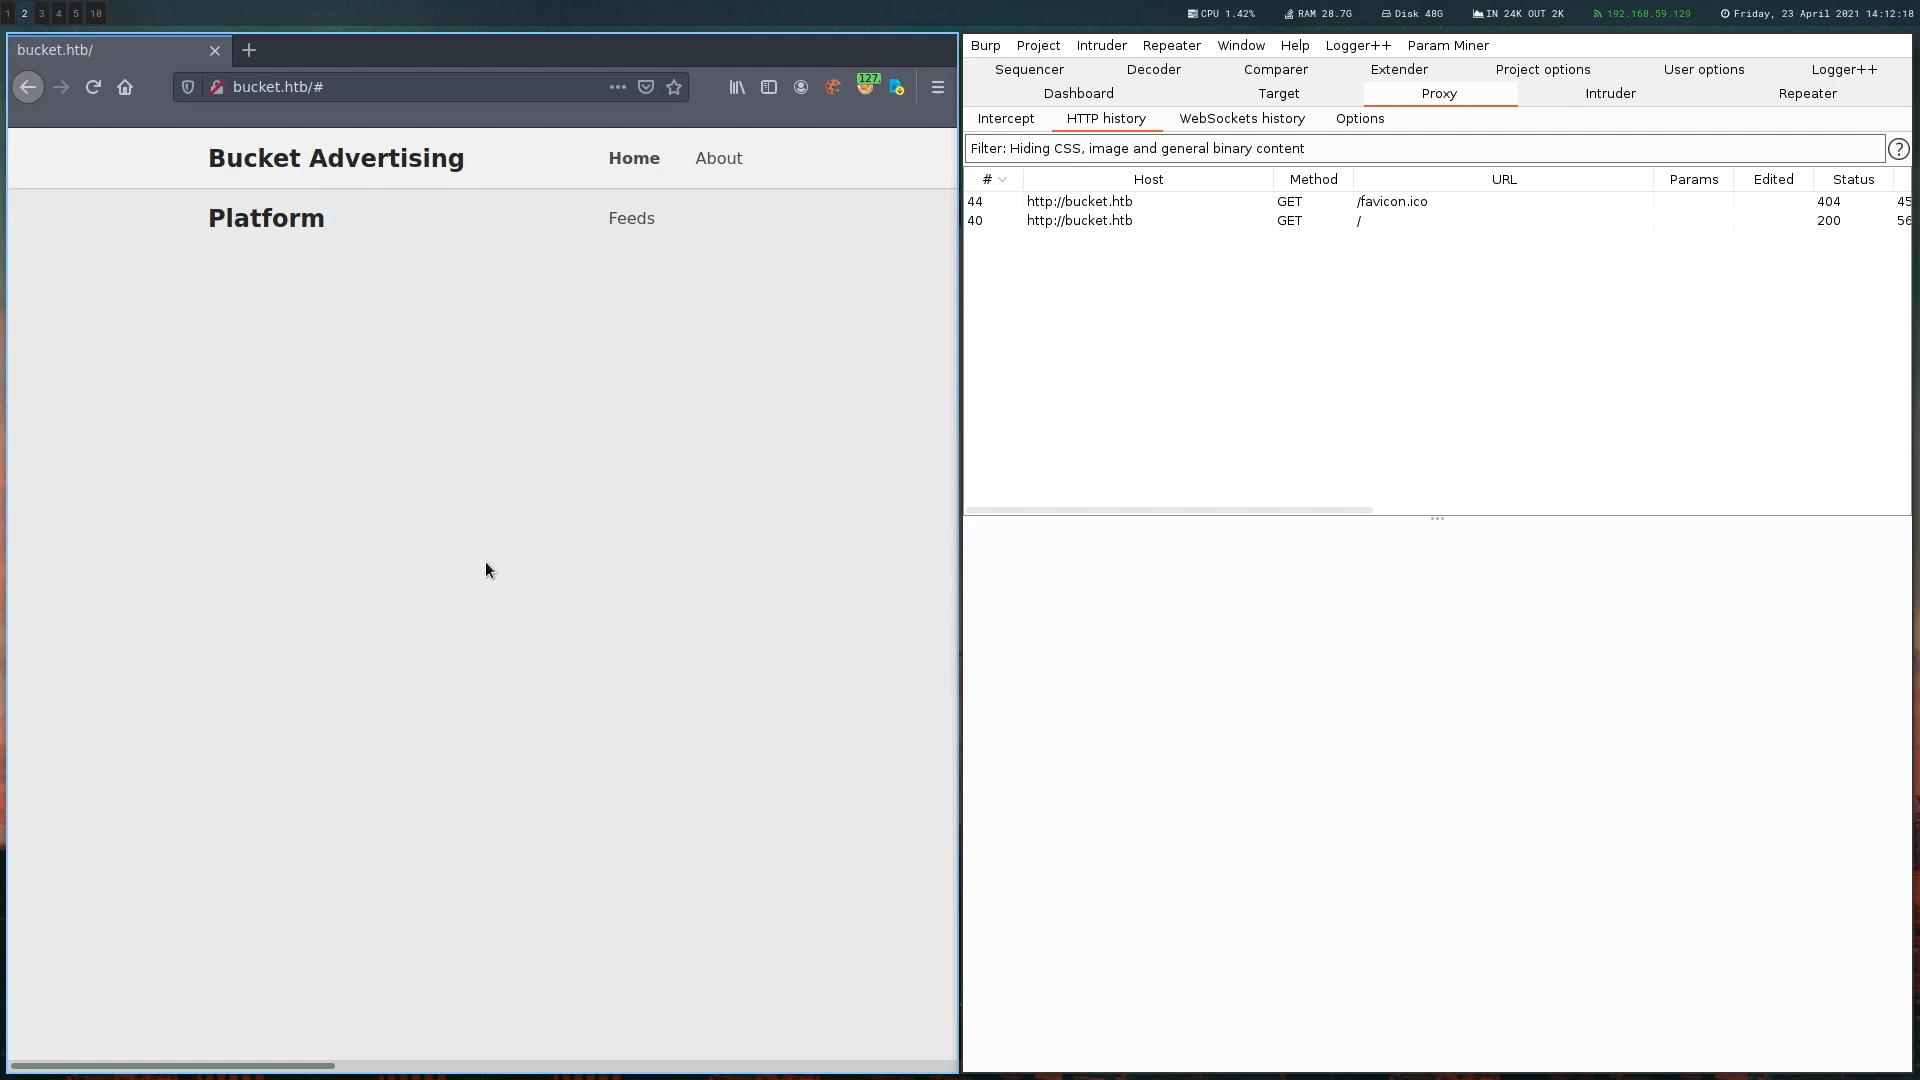 1 2 3 4 5 10 CPU 1.42% RAM 28.7G Disk 48G IN 24K OUT 2K 192.168.59.129 Friday, 23 April 2021 14:12:18
bucket.htb/
bucket.htb/# ... 127.
Bucket Advertising Home About
Platform Feeds
Burp Project Intruder Repeater Window Help Logger++ Param Miner
Sequencer Decoder Comparer Extender Project options User options Logger++
Dashboard Target Proxy Intruder Repeater
Intercept HTTP history WebSockets history Options
Filter: Hiding CSS, image and general binary content ?
# Host Method URL Params Edited Status
44 http://bucket.htb GET /favicon.ico 404 45
40 http://bucket.htb GET / 200 56